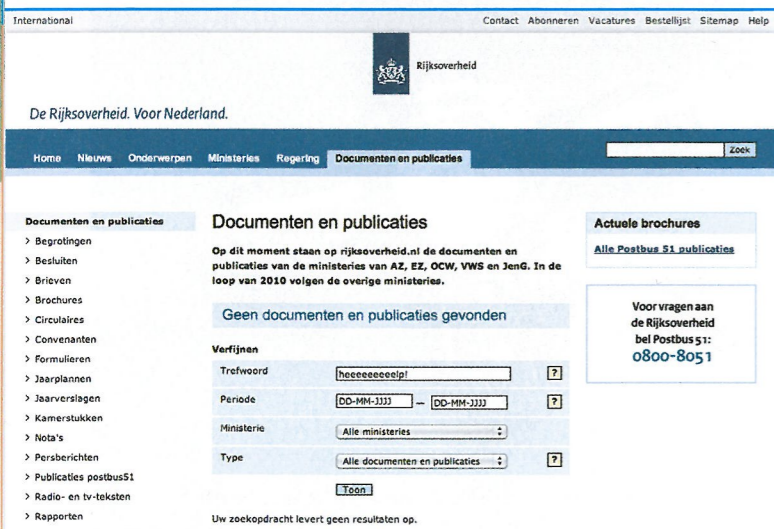 International
Contact Abonneren Vacatures Bestellijst Sitemap Help
Rijksoverheid
De Rijksoverheid. Voor Nederland.
Home Nieuws Onderwerpen Ministeries Regering Documenten en publicaties
Zoek
Documenten en publicaties
> Begrotingen
> Besluiten
> Brieven
> Brochures
> Circulaires
> Convenanten
> Formulieren
> Jaarplannen
> Jaarverslagen
> Kamerstukken
> Nota's
> Persberichten
> Publicaties postbus51
> Radio- en tv-teksten
> Rapporten
Documenten en publicaties
Op dit moment staan op rijksoverheid.nl de documenten en
publicaties van de ministeries van AZ, EZ, OCW, VWS en JenG. In de
loop van 2010 volgen de overige ministeries.
Geen documenten en publicaties gevonden
Verfijnen
Trefwoord heeeeeeeeelp! ?
Periode DD-MM-JJJJ — DD-MM-JJJJ ?
Ministerie Alle ministeries
Type Alle documenten en publicaties ?
Toon
Uw zoekopdracht levert geen resultaten op.
Actuele brochures
Alle Postbus 51 publicaties
Voor vragen aan
de Rijksoverheid
bel Postbus 51:
0800-8051